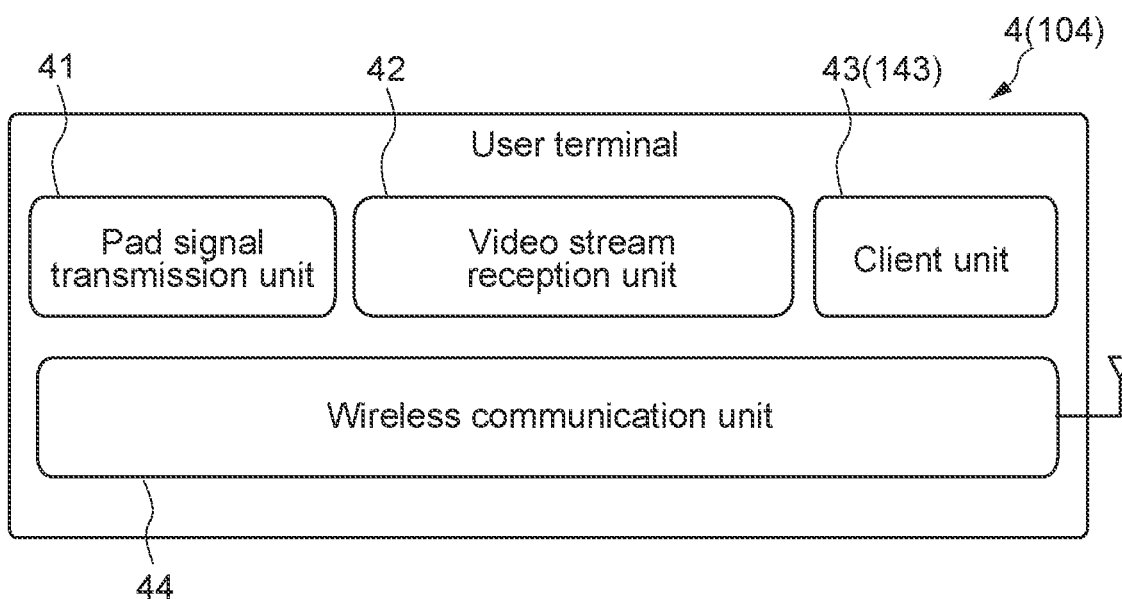 4(104)
41
42
43(143)
User terminal
Pad signal
transmission unit
Video stream
reception unit
Client unit
Wireless communication unit
44